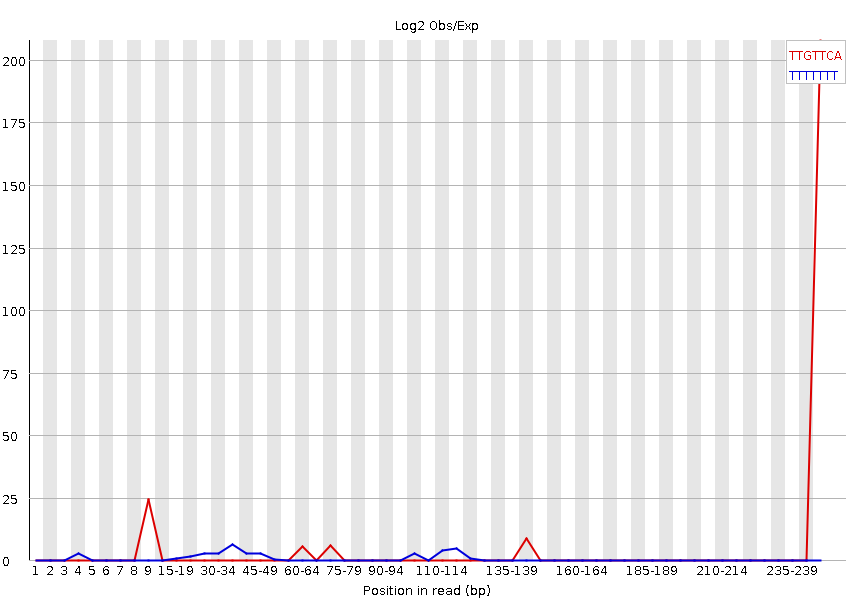 Log2 Obs/Exp
TTGTTCA
TTTTTTT
200
175
150
125
100
75
50
25
0
1 2 3 4 5 6 7 8 9 15-19 30-34 45-49 60-64 75-79 90-94 110-114 135-139 160-164 185-189 210-214 235-239
Position in read (bp)